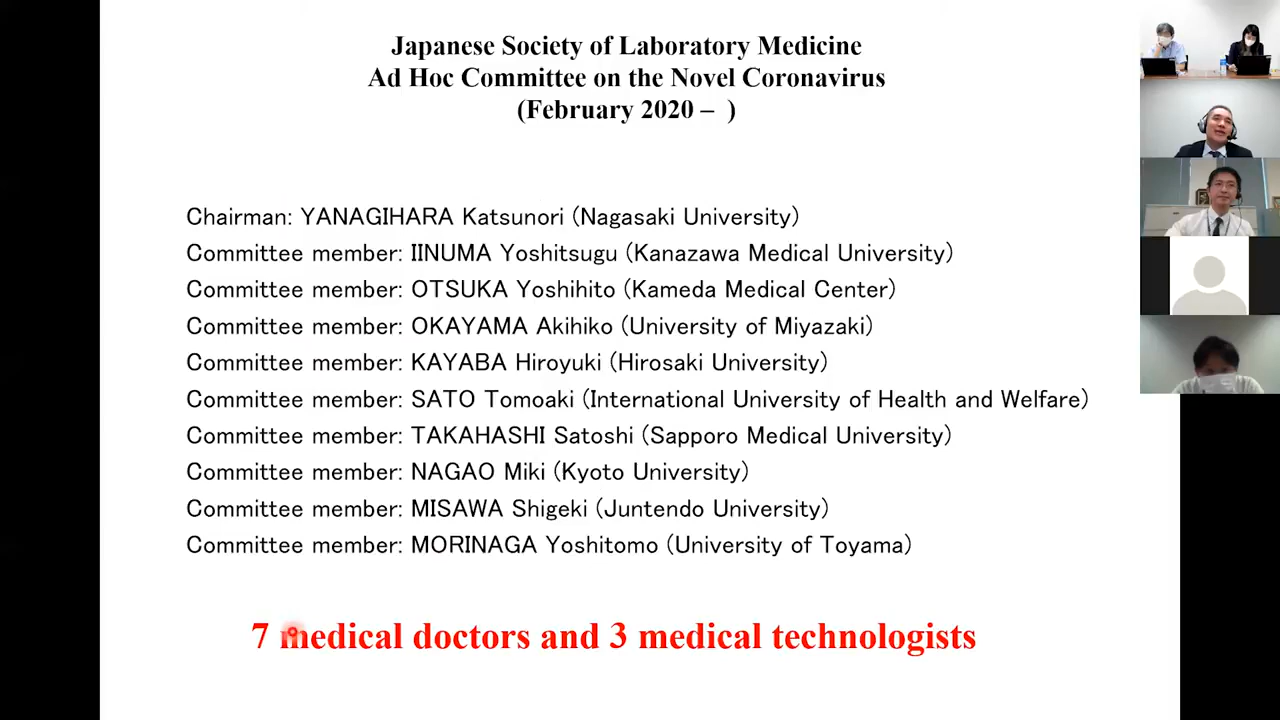 Japanese Society of Laboratory Medicine
Ad Hoc Committee on the Novel Coronavirus
(February 2020 – )
Chairman: YANAGIHARA Katsunori (Nagasaki University)
Committee member: IINUMA Yoshitsugu (Kanazawa Medical University)
Committee member: OTSUKA Yoshihito (Kameda Medical Center)
Committee member: OKAYAMA Akihiko (University of Miyazaki)
Committee member: KAYABA Hiroyuki (Hirosaki University)
Committee member: SATO Tomoaki (International University of Health and Welfare)
Committee member: TAKAHASHI Satoshi (Sapporo Medical University)
Committee member: NAGAO Miki (Kyoto University)
Committee member: MISAWA Shigeki (Juntendo University)
Committee member: MORINAGA Yoshitomo (University of Toyama)
7 medical doctors and 3 medical technologists